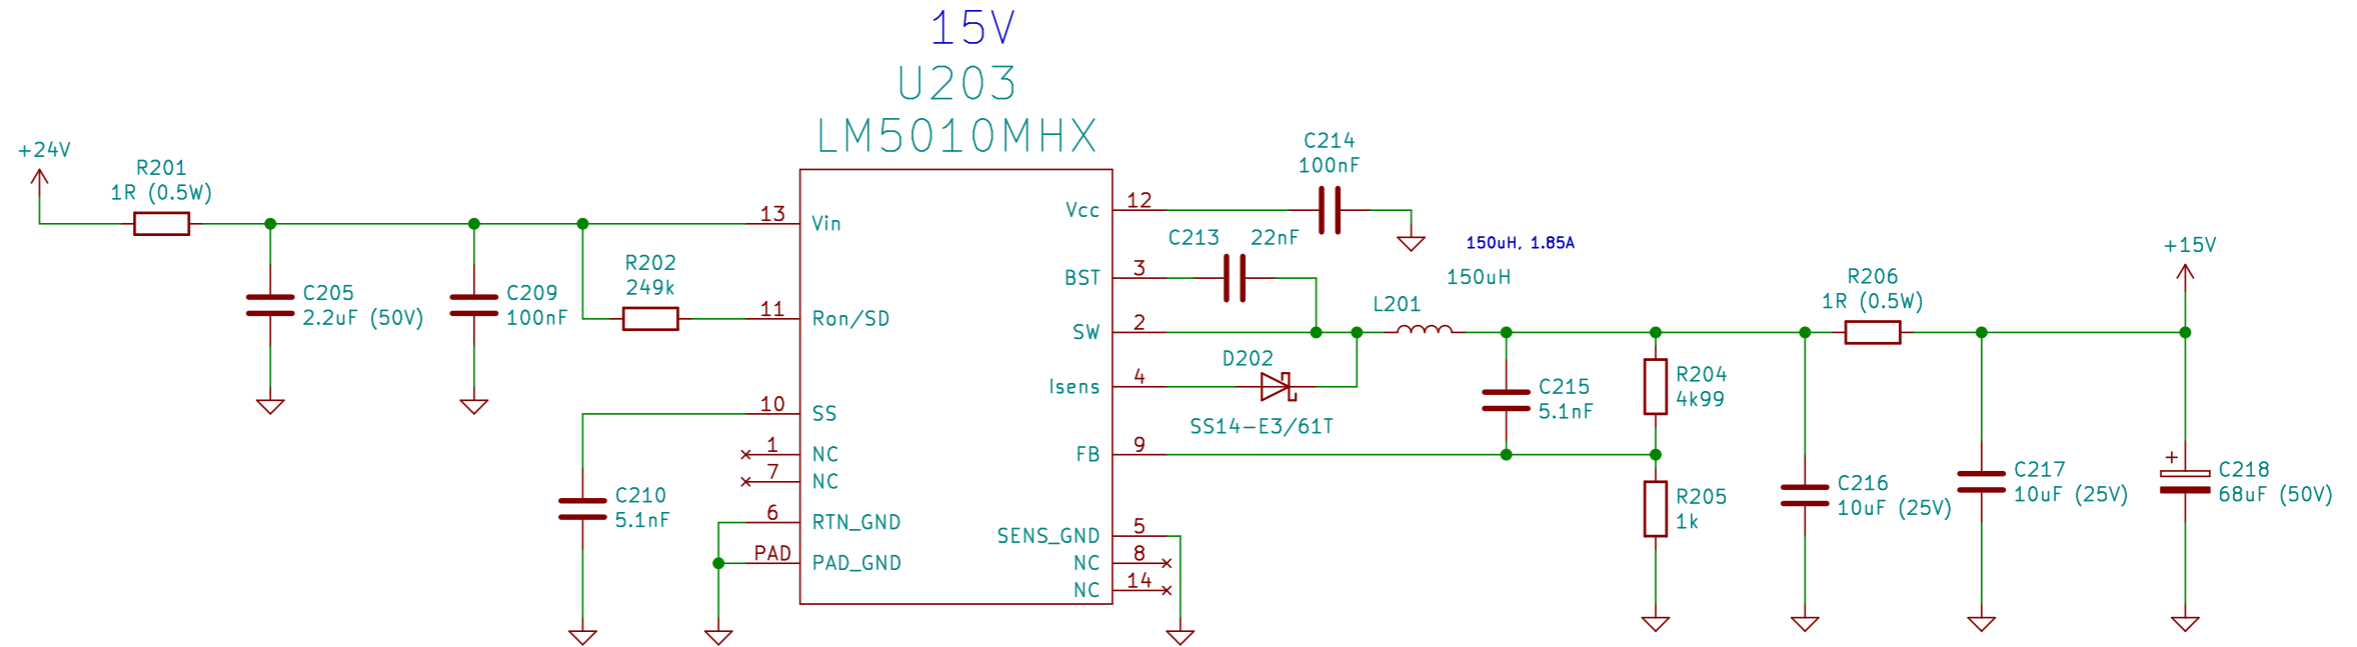 15V
U203
LM5010MHX
+24V
R201
1R (0.5W)
C205
2.2uF (50V)
C209
100nF
R202
249k
C210
5.1nF
13 Vin
11 Ron/SD
10 SS
1 NC
7 NC
6 RTN_GND
PAD PAD_GND
Vcc 12
BST 3
SW 2
Isens 4
FB 9
SENS_GND 5
NC 8
NC 14
C214
100nF
C213 22nF
150uH, 1.85A
150uH
L201
D202
SS14-E3/61T
C215
5.1nF
R204
4k99
R205
1k
R206
1R (0.5W)
C216
10uF (25V)
C217
10uF (25V)
+15V
+
C218
68uF (50V)